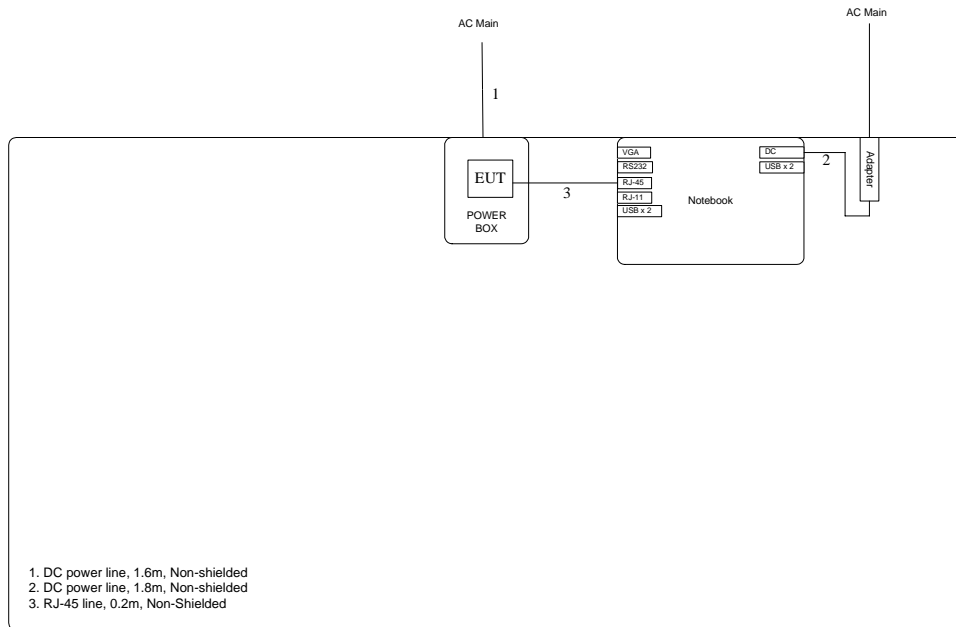 AC Main
AC Main
1
VGA
RS232
RJ-45
RJ-11
USB x 2
DC
USB x 2
2
Adapter
EUT
3
Notebook
POWER
BOX
1. DC power line, 1.6m, Non-shielded
2. DC power line, 1.8m, Non-shielded
3. RJ-45 line, 0.2m, Non-Shielded